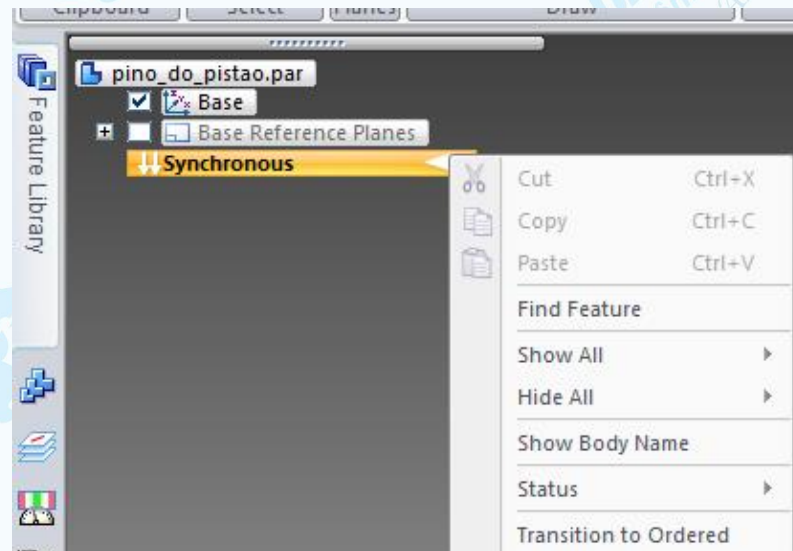 Clipboard Select Planes Draw
pino_do_pistao.par
Base
Base Reference Planes
Synchronous
Feature Library
Cut Ctrl+X
Copy Ctrl+C
Paste Ctrl+V
Find Feature
Show All
Hide All
Show Body Name
Status
Transition to Ordered